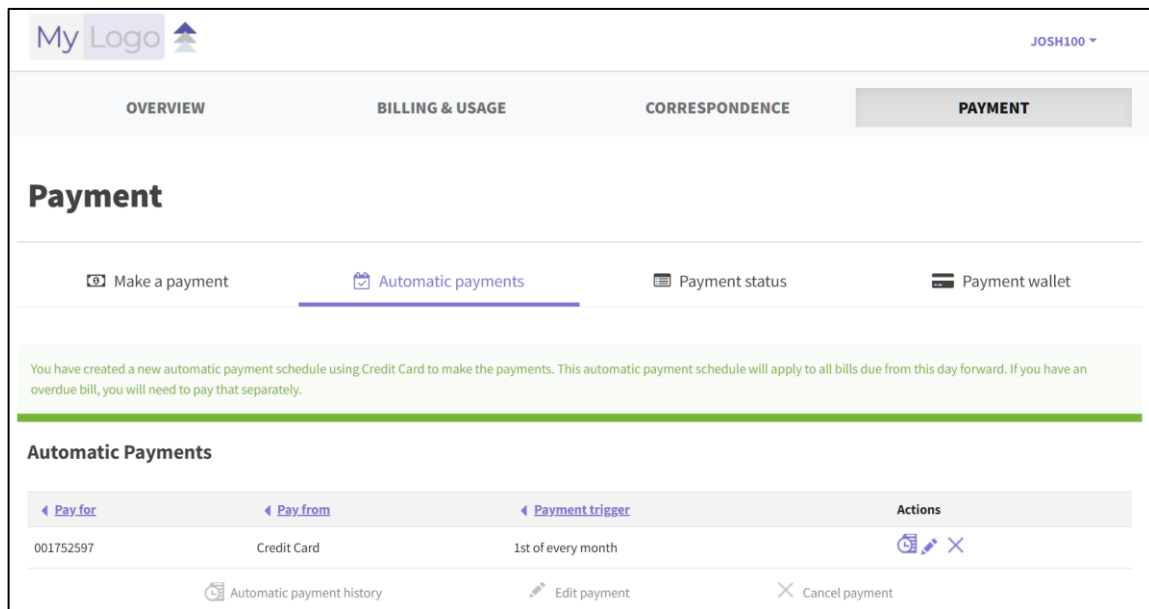 My Logo
JOSH100
OVERVIEW BILLING & USAGE CORRESPONDENCE PAYMENT
Payment
Make a payment Automatic payments Payment status Payment wallet
You have created a new automatic payment schedule using Credit Card to make the payments. This automatic payment schedule will apply to all bills due from this day forward. If you have an
overdue bill, you will need to pay that separately.
Automatic Payments
Pay for Pay from Payment trigger Actions
001752597 Credit Card 1st of every month
Automatic payment history Edit payment Cancel payment